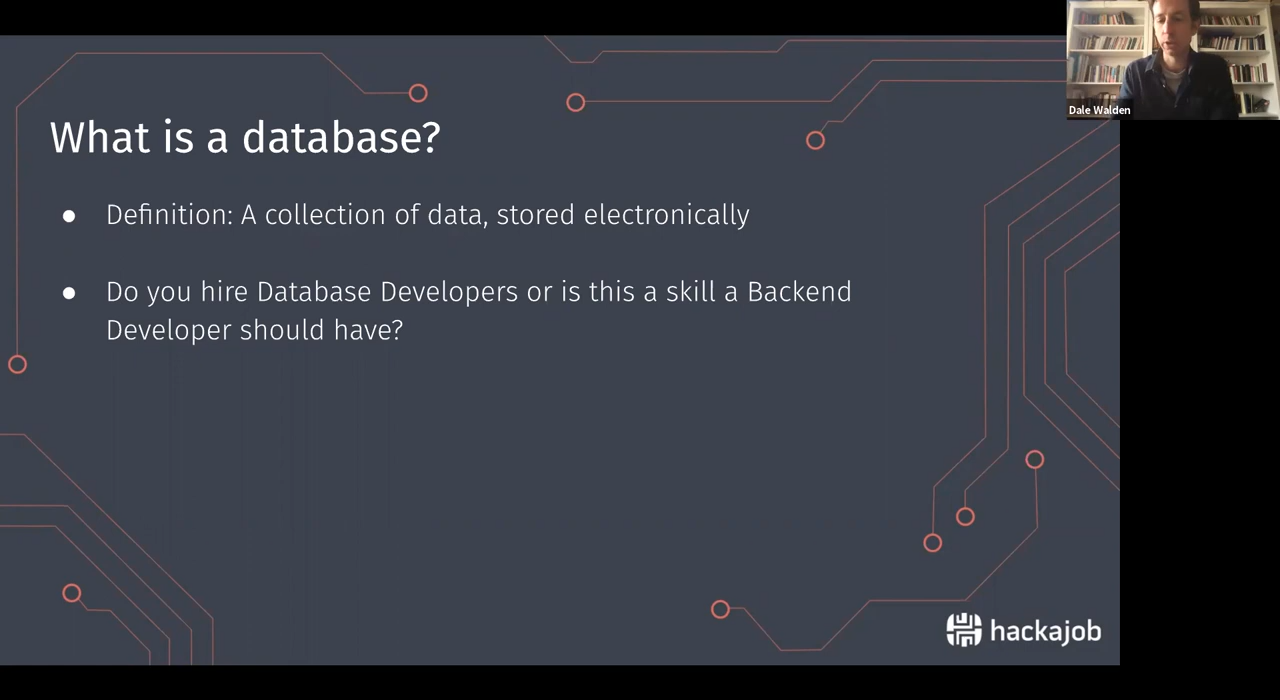 Dale Walden
What is a database?
● Definition: A collection of data, stored electronically
● Do you hire Database Developers or is this a skill a Backend
Developer should have?
hackajob